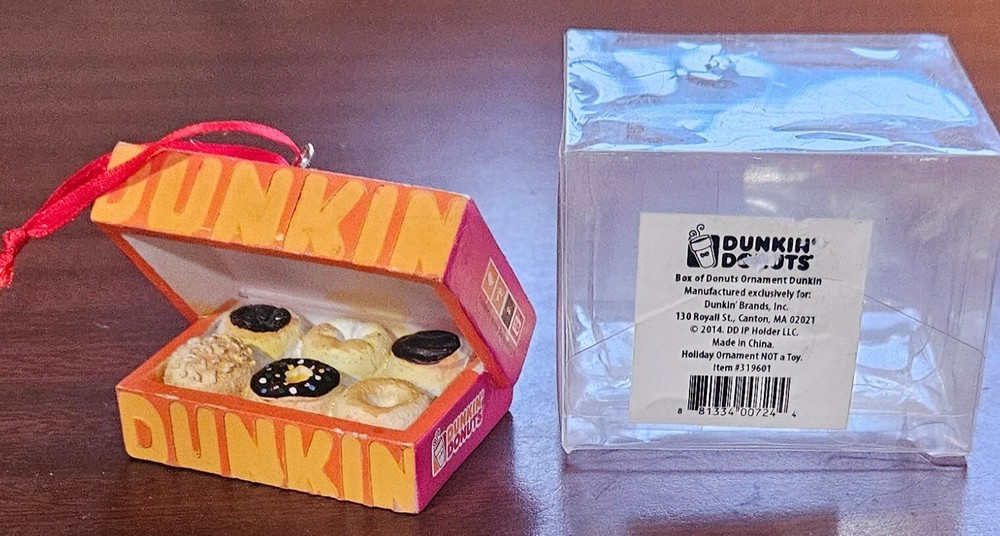 DUNKIN
DUNKIN
DUNKIN'
DONUTS
DUNKIN'
DONUTS
Box of Donuts Ornament Dunkin
Manufactured exclusively for:
Dunkin' Brands, Inc.
130 Royall St., Canton, MA 02021
© 2014. DD IP Holder LLC.
Made in China.
Holiday Ornament NOT a Toy.
Item #319601
8 81334 00724 4